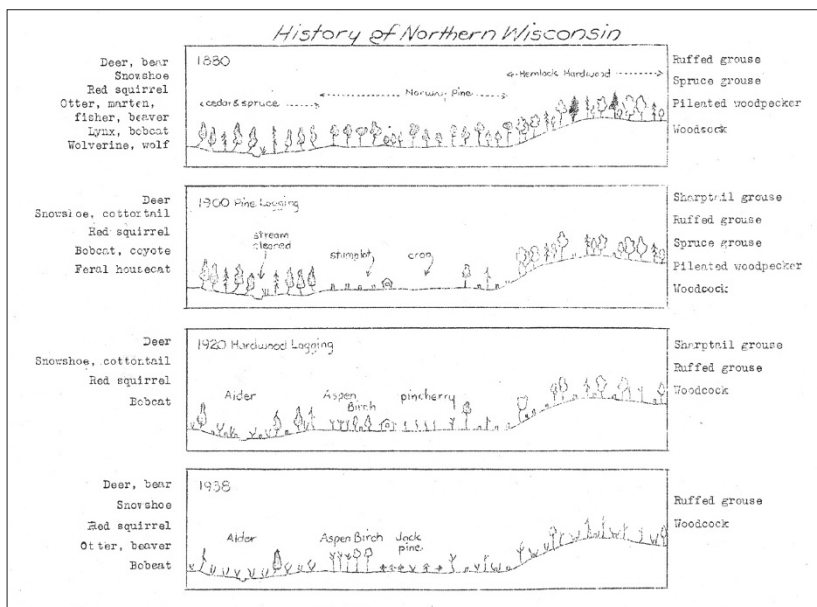 History of Northern Wisconsin
Deer, bear
Snowshoe
Red squirrel
Otter, marten,
fisher, beaver
Lynx, bobcat
Wolverine, wolf
1880
cedar & spruce
Norway Pine
Hemlock Hardwood
Ruffed grouse
Spruce grouse
Pileated woodpecker
Woodcock
Deer
Snowshoe, cottontail
Red squirrel
Bobcat, coyote
Feral housecat
1900 Pine Logging
stream
cleared
stumplot
crop
Sharptail grouse
Ruffed grouse
Spruce grouse
Pileated woodpecker
Woodcock
Deer
Snowshoe, cottontail
Red squirrel
Bobcat
1920 Hardwood Logging
Alder
Aspen
Birch
pincherry
Sharptail grouse
Ruffed grouse
Woodcock
Deer, bear
Snowshoe
Red squirrel
Otter, beaver
Bobcat
1938
Alder
Aspen Birch
Jack
pine
Ruffed grouse
Woodcock